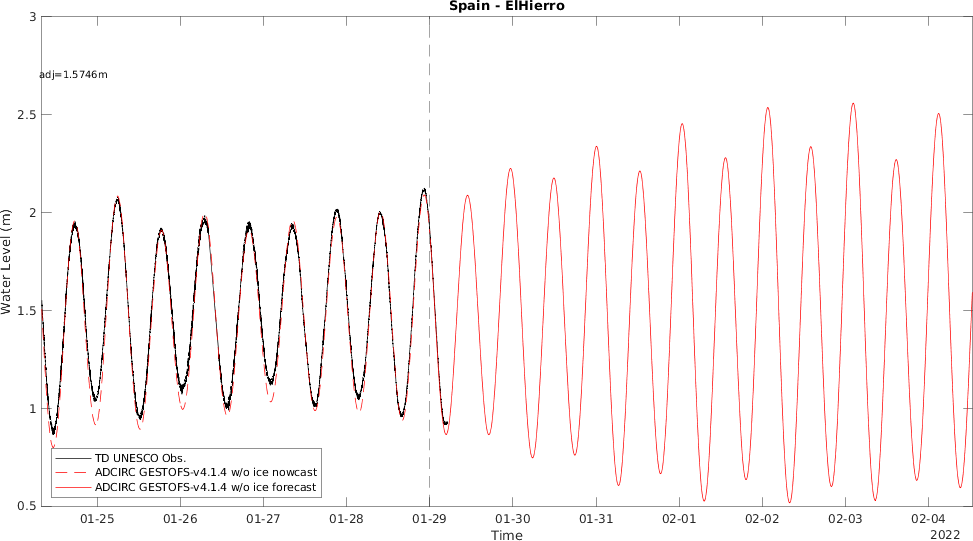 Spain - ElHierro
3
adj=1.5746m
2.5
2
Water Level (m)
1.5
1
0.5
TD UNESCO Obs.
ADCIRC GESTOFS-v4.1.4 w/o ice nowcast
ADCIRC GESTOFS-v4.1.4 w/o ice forecast
01-25 01-26 01-27 01-28 01-29 01-30 01-31 02-01 02-02 02-03 02-04
Time
2022